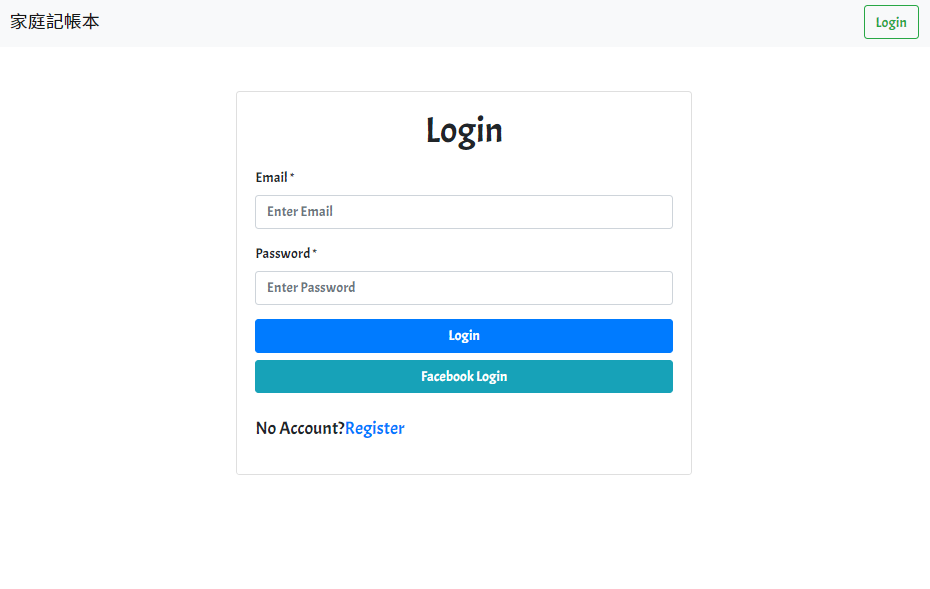 家庭記帳本
Login
Login
Email *
Enter Email
Password *
Enter Password
Login
Facebook Login
No Account?Register